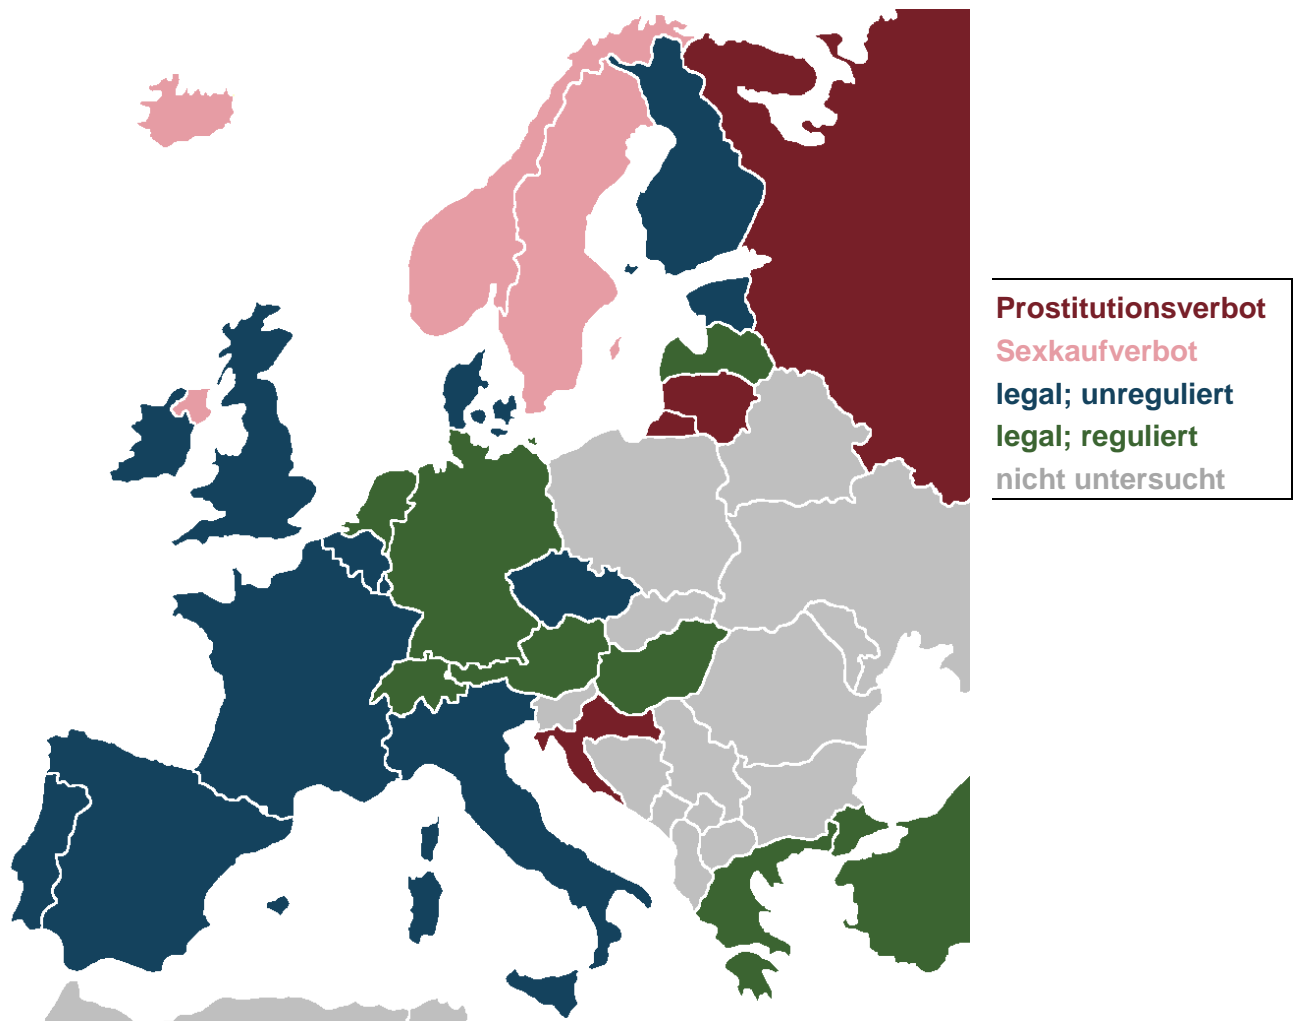 Prostitutionsverbot
Sexkaufverbot
legal; unreguliert
legal; reguliert
nicht untersucht